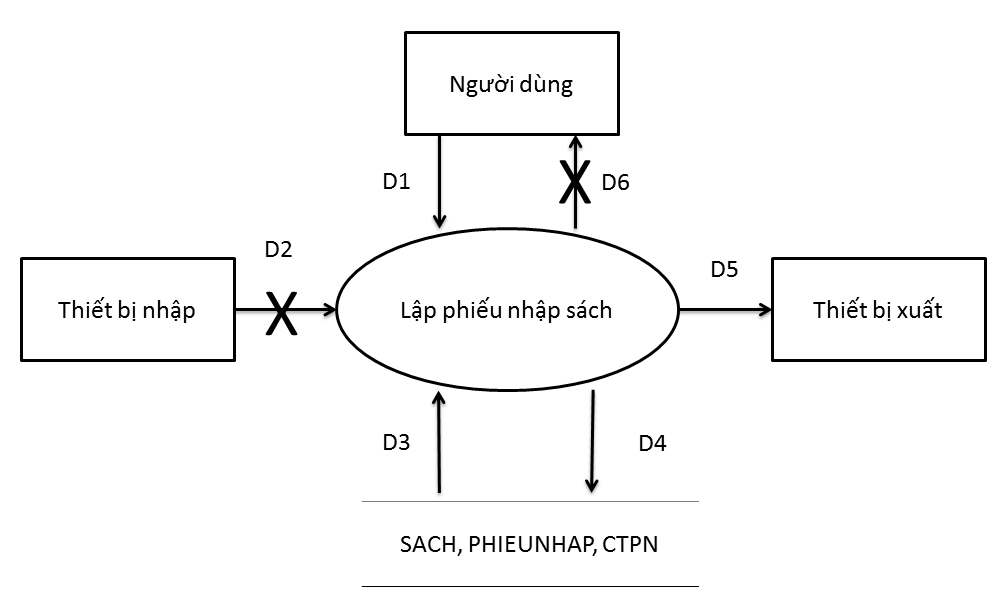 Người dùng
D1
D6
D2
Thiết bị nhập
Lập phiếu nhập sách
D5
Thiết bị xuất
D3
D4
SACH, PHIEUNHAP, CTPN